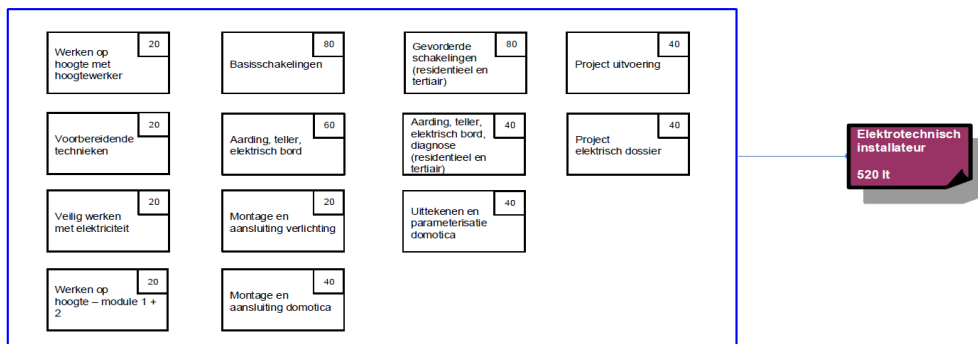 20
Werken op
hoogte met
hoogtewerker
80
Basisschakelingen
80
Gevorderde
schakelingen
(residentieel en
tertiair)
40
Project uitvoering
20
Voorbereidende
technieken
60
Aarding, teller,
elektrisch bord
40
Aarding, teller,
elektrisch bord,
diagnose
(residentieel en
tertiair)
40
Project
elektrisch dossier
Elektrotechnisch
installateur
520 lt
20
Veilig werken
met elektriciteit
20
Montage en
aansluiting verlichting
40
Uittekenen en
parameterisatie
domotica
20
Werken op
hoogte – module 1 +
2
40
Montage en
aansluiting domotica